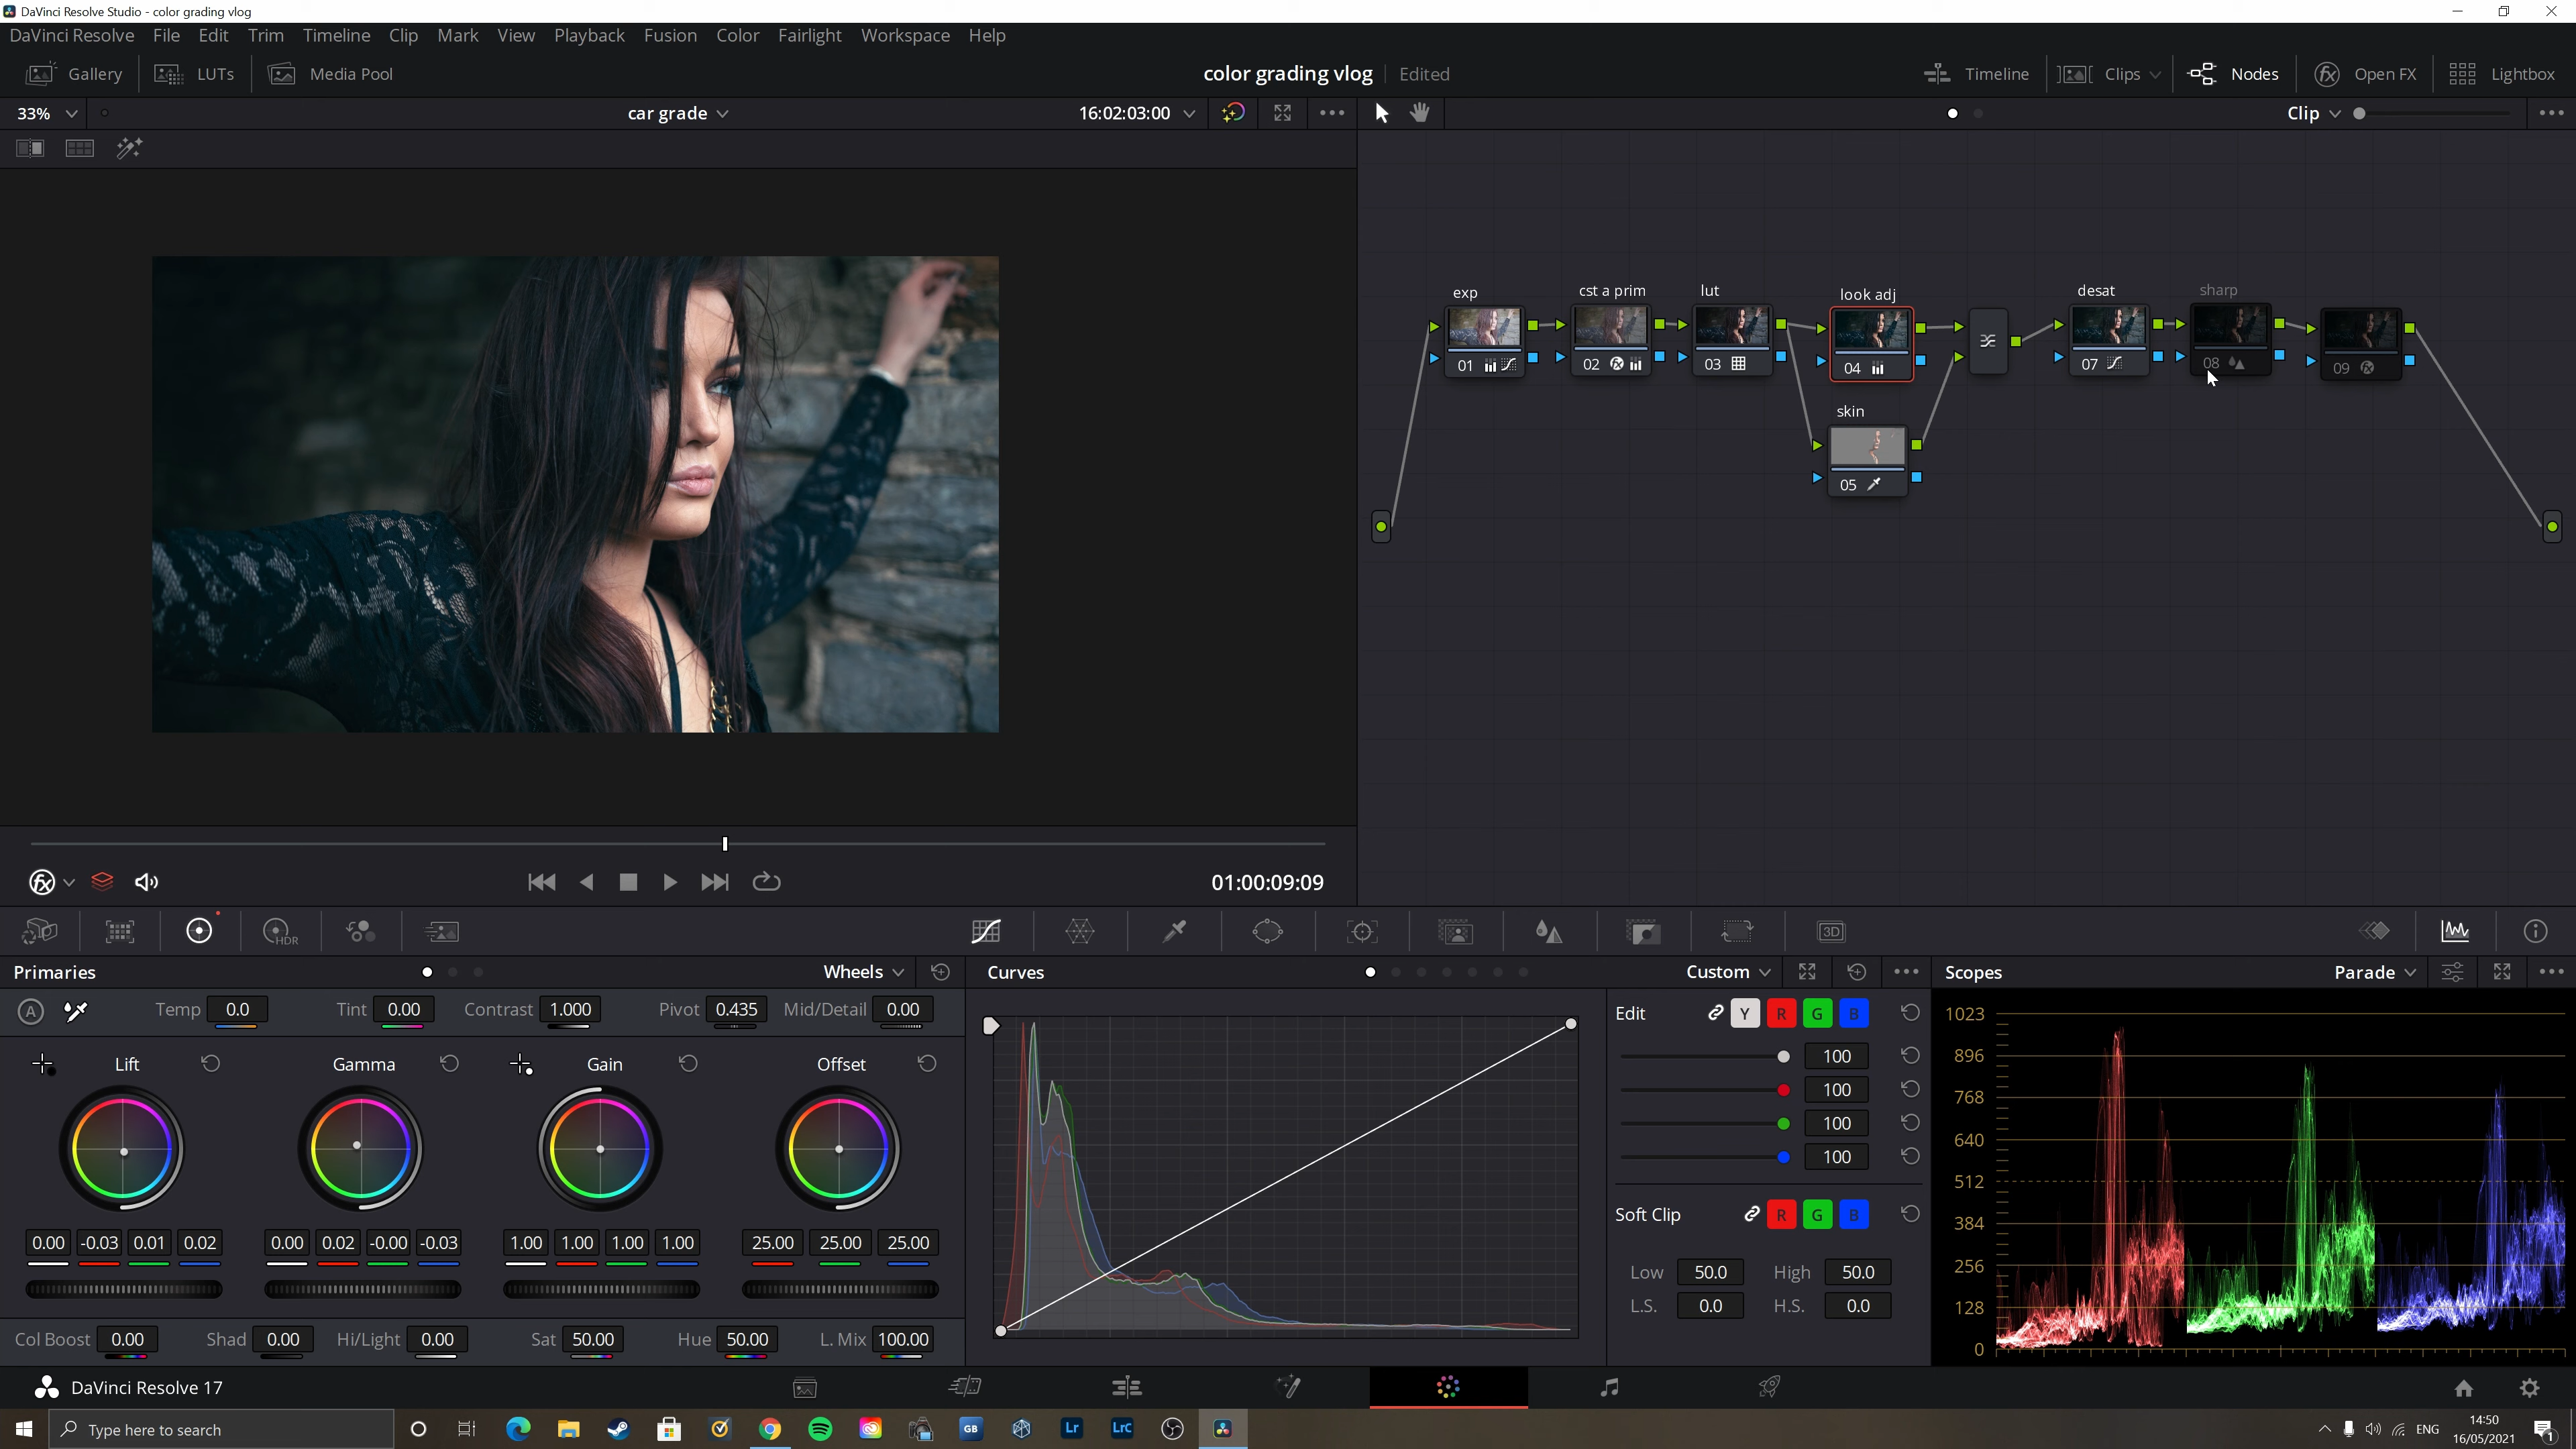 DaVinci Resolve Studio - color grading vlog
DaVinci Resolve File Edit Trim Timeline Clip Mark View Playback Fusion Color Fairlight Workspace Help
Gallery LUTs Media Pool color grading vlog Edited Timeline Clips Nodes Open FX Lightbox
33% car grade 16:02:03:00 Clip
exp cst a prim lut look adj desat sharp
01 02 03 04 07 08 09
skin
05
01:00:09:09
HDR 3D
Primaries Wheels Curves Custom Scopes Parade
A Temp 0.0 Tint 0.00 Contrast 1.000 Pivot 0.435 Mid/Detail 0.00
Lift Gamma Gain Offset
0.00 -0.03 0.01 0.02 0.00 0.02 -0.00 -0.03 1.00 1.00 1.00 1.00 25.00 25.00 25.00
Col Boost 0.00 Shad 0.00 Hi/Light 0.00 Sat 50.00 Hue 50.00 L. Mix 100.00
Edit Y R G B
100
100
100
100
Soft Clip R G B
Low 50.0 High 50.0
L.S. 0.0 H.S. 0.0
1023
896
768
640
512
384
256
128
0
DaVinci Resolve 17
Type here to search
GB Lr LrC
ENG
14:50
16/05/2021
1